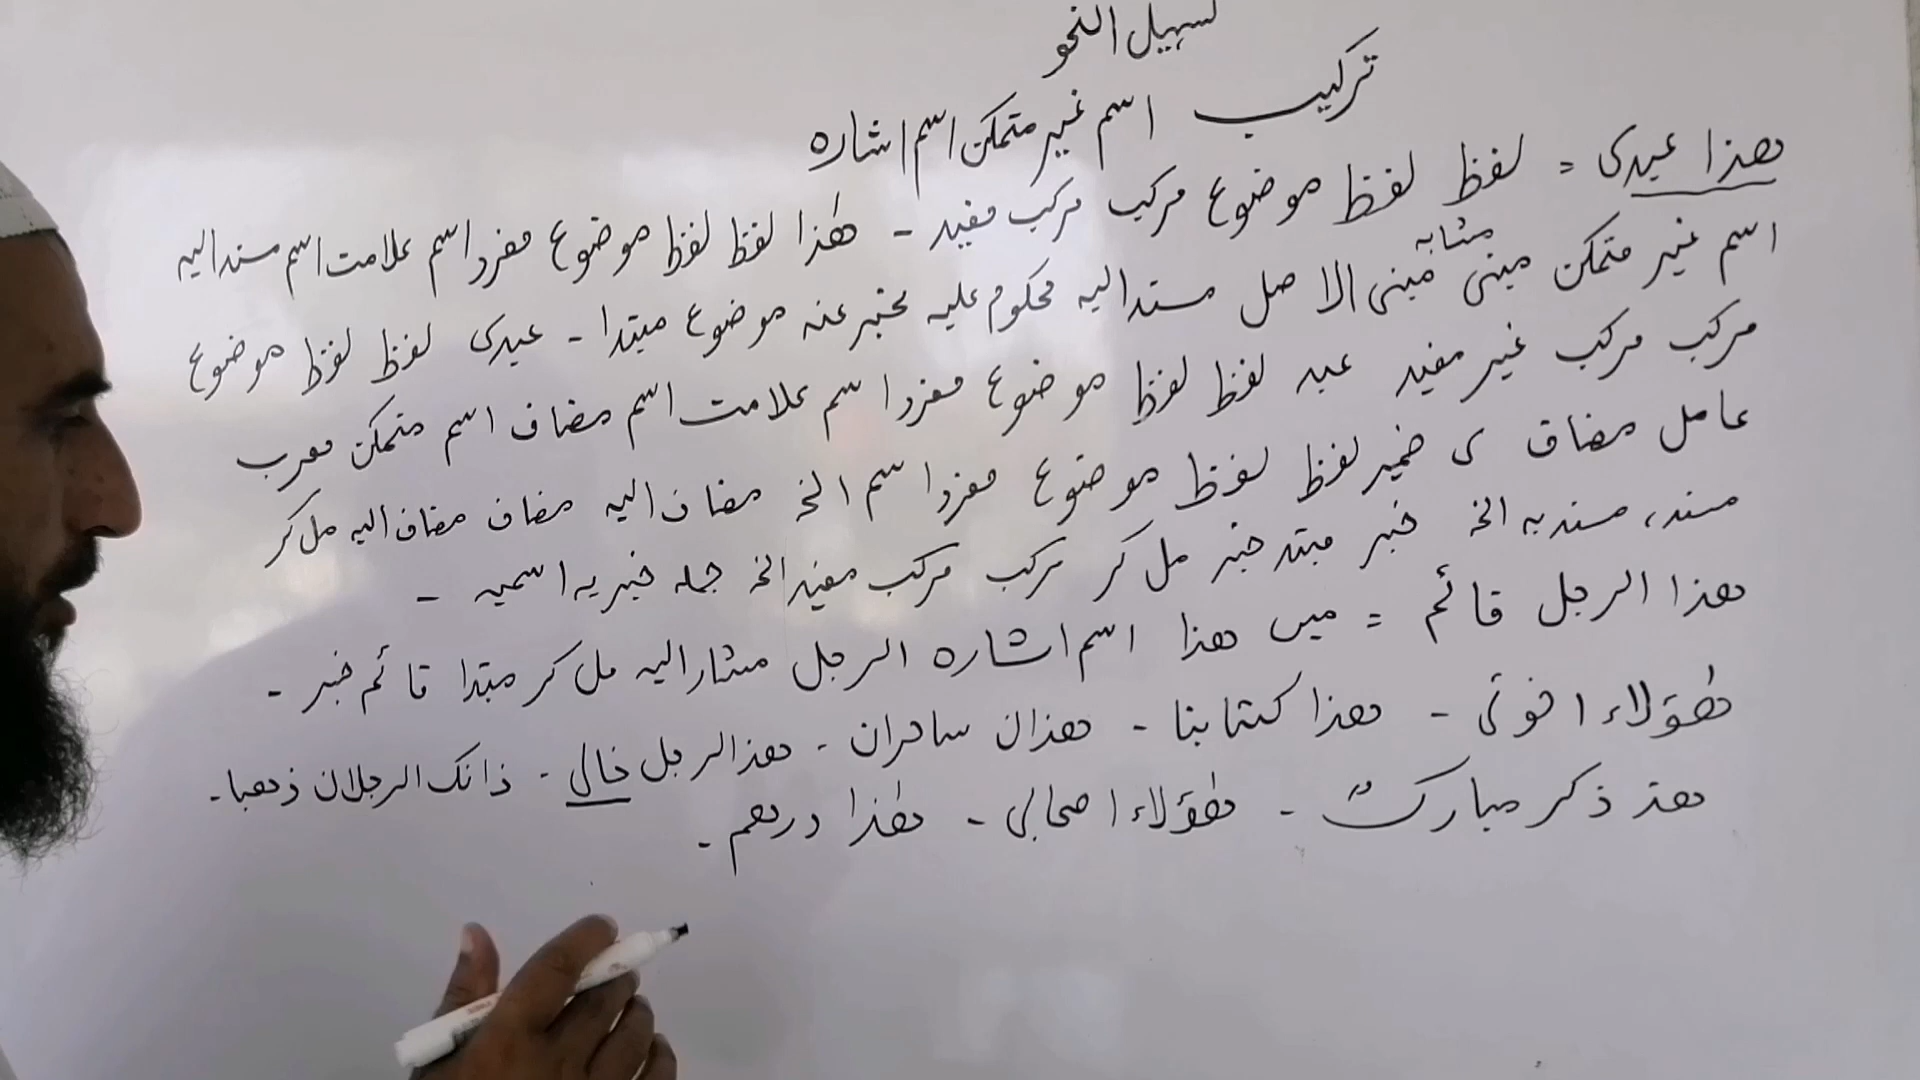 تسہیل النحو
ترکیب اسم غیر متمکن اسم اشارہ
ھذا عبدی = لفظ لفظ موضوع مرکب مرکب مفید - ھٰذا لفظ لفظ موضوع مفرد اسم علامت اسم مسند الیہ
اسم غیر متمکن مبنی مشابہ مبنی الاصل مسند الیہ محکوم علیہ مخبر عنہ موضوع مبتدا - عبدی لفظ لفظ موضوع
مرکب مرکب غیر مفید عبد لفظ لفظ موضوع مفرد اسم علامت اسم مضاف اسم متمکن معرب
عامل مضاف ی ضمیر لفظ لفظ موضوع مفرد اسم الخ مضاف الیہ مضاف مضاف الیہ مل کر
مسند، مسند بہ الخ خبر مبتد خبر مل کر مرکب مرکب مفید الخ جملہ خبریہ اسمیہ -
ھذا الرجل قائم = میں ھذا اسم اشارہ الرجل مشار الیہ مل کر مبتدا قائم خبر -
ھٰؤلاء اخوتی - ھذا کتابنا - ھذان ساحران - ھذ الرجل خالی - ذانک الرجلان ذھبا -
ھذ ذکر مبارکٌ - ھٰؤلاء اصحابی - ھٰذا درھم -